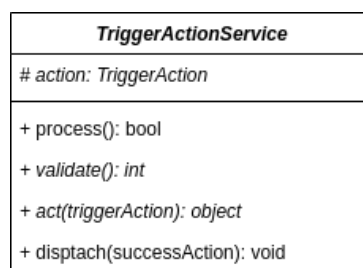 TriggerActionService
# action: TriggerAction
+ process(): bool
+ validate(): int
+ act(triggerAction): object
+ disptach(successAction): void